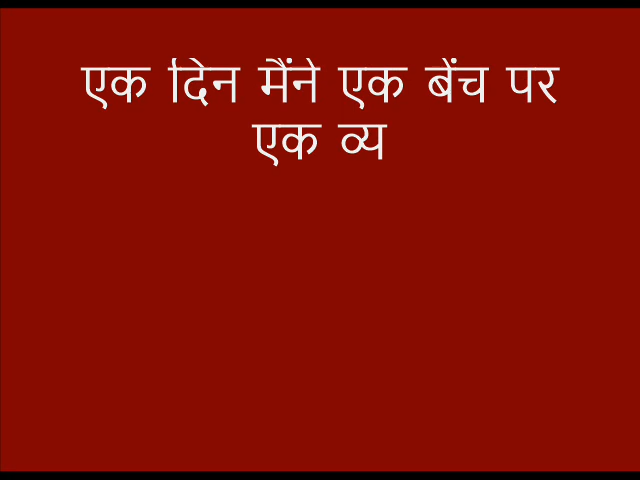 एक दिन मैंने एक बेंच पर
एक व्य